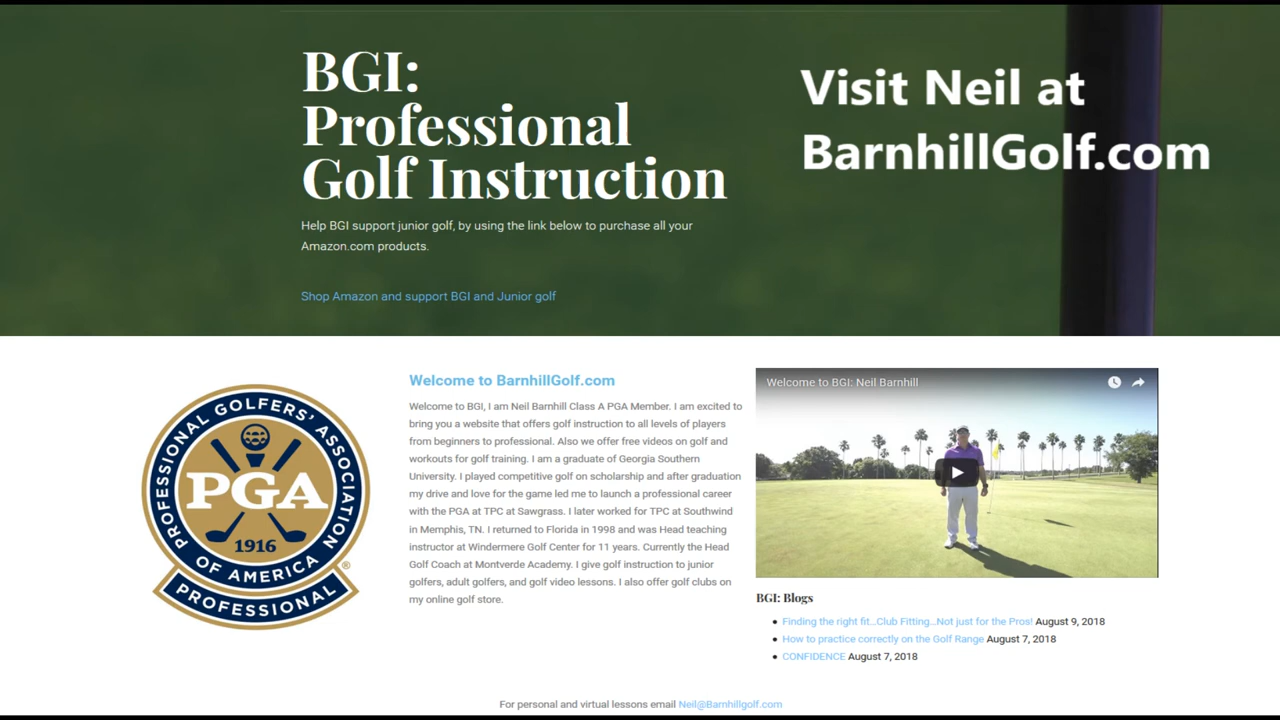 BGI:
Professional
Golf Instruction
Help BGI support junior golf, by using the link below to purchase all your
Amazon.com products.
Shop Amazon and support BGI and Junior golf
Visit Neil at
BarnhillGolf.com
PROFESSIONAL GOLFERS' ASSOCIATION
OF AMERICA
PGA
1916
®
PROFESSIONAL
Welcome to BarnhillGolf.com
Welcome to BGI, I am Neil Barnhill Class A PGA Member. I am excited to
bring you a website that offers golf instruction to all levels of players
from beginners to professional. Also we offer free videos on golf and
workouts for golf training. I am a graduate of Georgia Southern
University. I played competitive golf on scholarship and after graduation
my drive and love for the game led me to launch a professional career
with the PGA at TPC at Sawgrass. I later worked for TPC at Southwind
in Memphis, TN. I returned to Florida in 1998 and was Head teaching
instructor at Windermere Golf Center for 11 years. Currently the Head
Golf Coach at Montverde Academy. I give golf instruction to junior
golfers, adult golfers, and golf video lessons. I also offer golf clubs on
my online golf store.
Welcome to BGI: Neil Barnhill
BGI: Blogs
• Finding the right fit...Club Fitting...Not just for the Pros! August 9, 2018
• How to practice correctly on the Golf Range August 7, 2018
• CONFIDENCE August 7, 2018
For personal and virtual lessons email Neil@Barnhillgolf.com